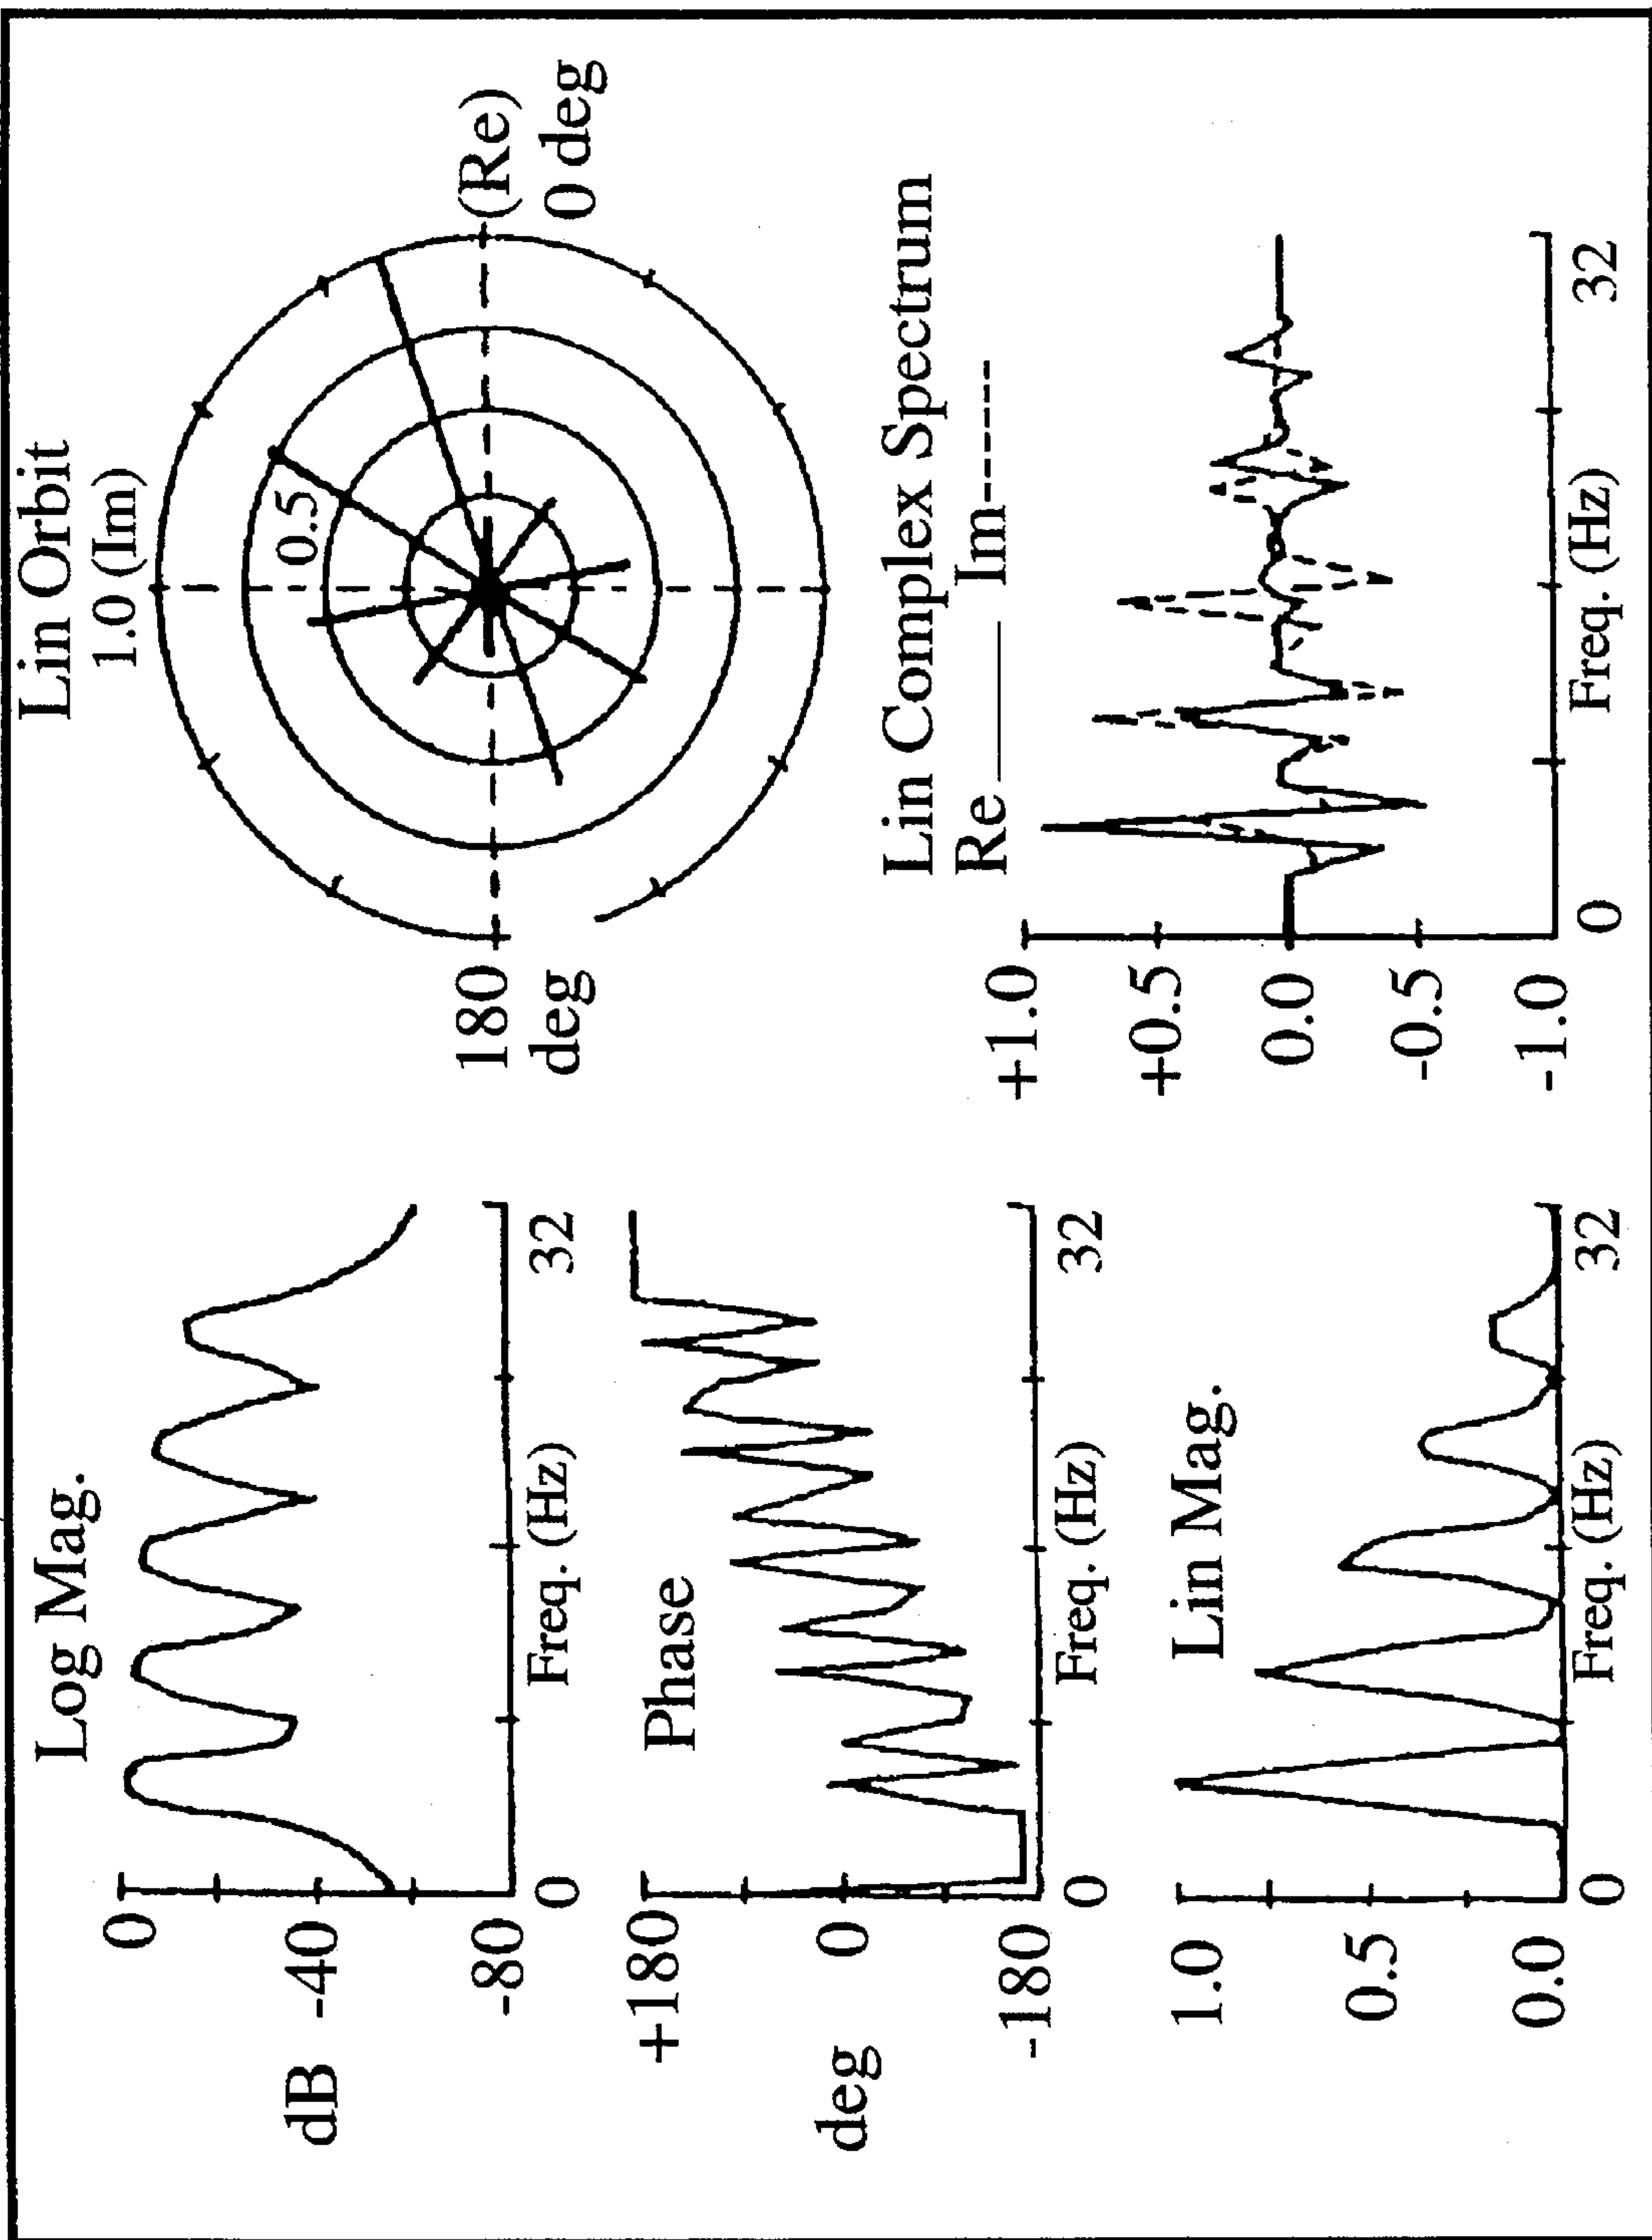 Log Mag.
0
dB -40
-80
0
Freq. (Hz)
32
Phase
+180
deg 0
-180
0
Freq. (Hz)
32
Lin Mag.
1.0
0.5
0.0
0
Freq. (Hz)
32
Lin Orbit
1.0 (Im)
0.5
180
deg
(Re)
0 deg
Lin Complex Spectrum
Re —— Im------
+1.0
+0.5
0.0
-0.5
-1.0
0
Freq. (Hz)
32